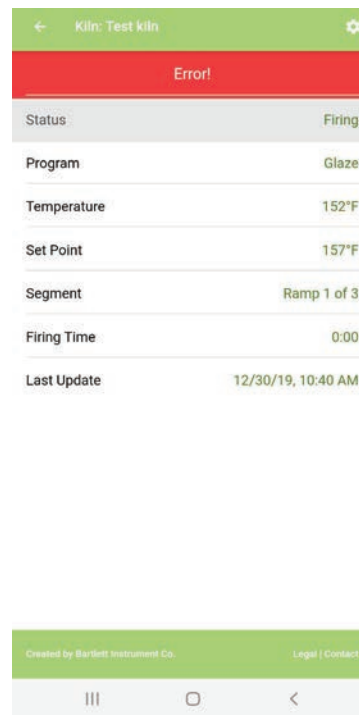 Kiln: Test kiln
Error!
Status Firing
Program Glaze
Temperature 152°F
Set Point 157°F
Segment Ramp 1 of 3
Firing Time 0:00
Last Update 12/30/19, 10:40 AM
Created by Bartlett Instrument Co. Legal | Contact